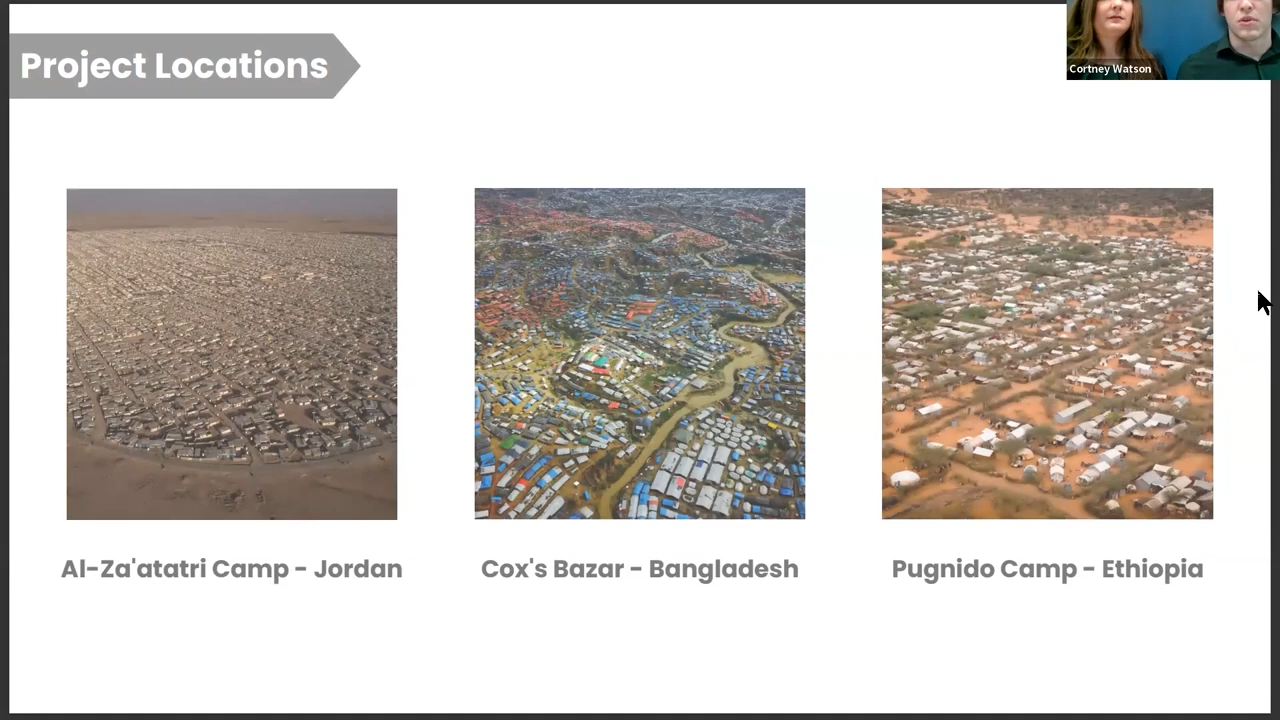 Project Locations
Cortney Watson
Al-Za'atatri Camp - Jordan
Cox's Bazar - Bangladesh
Pugnido Camp - Ethiopia